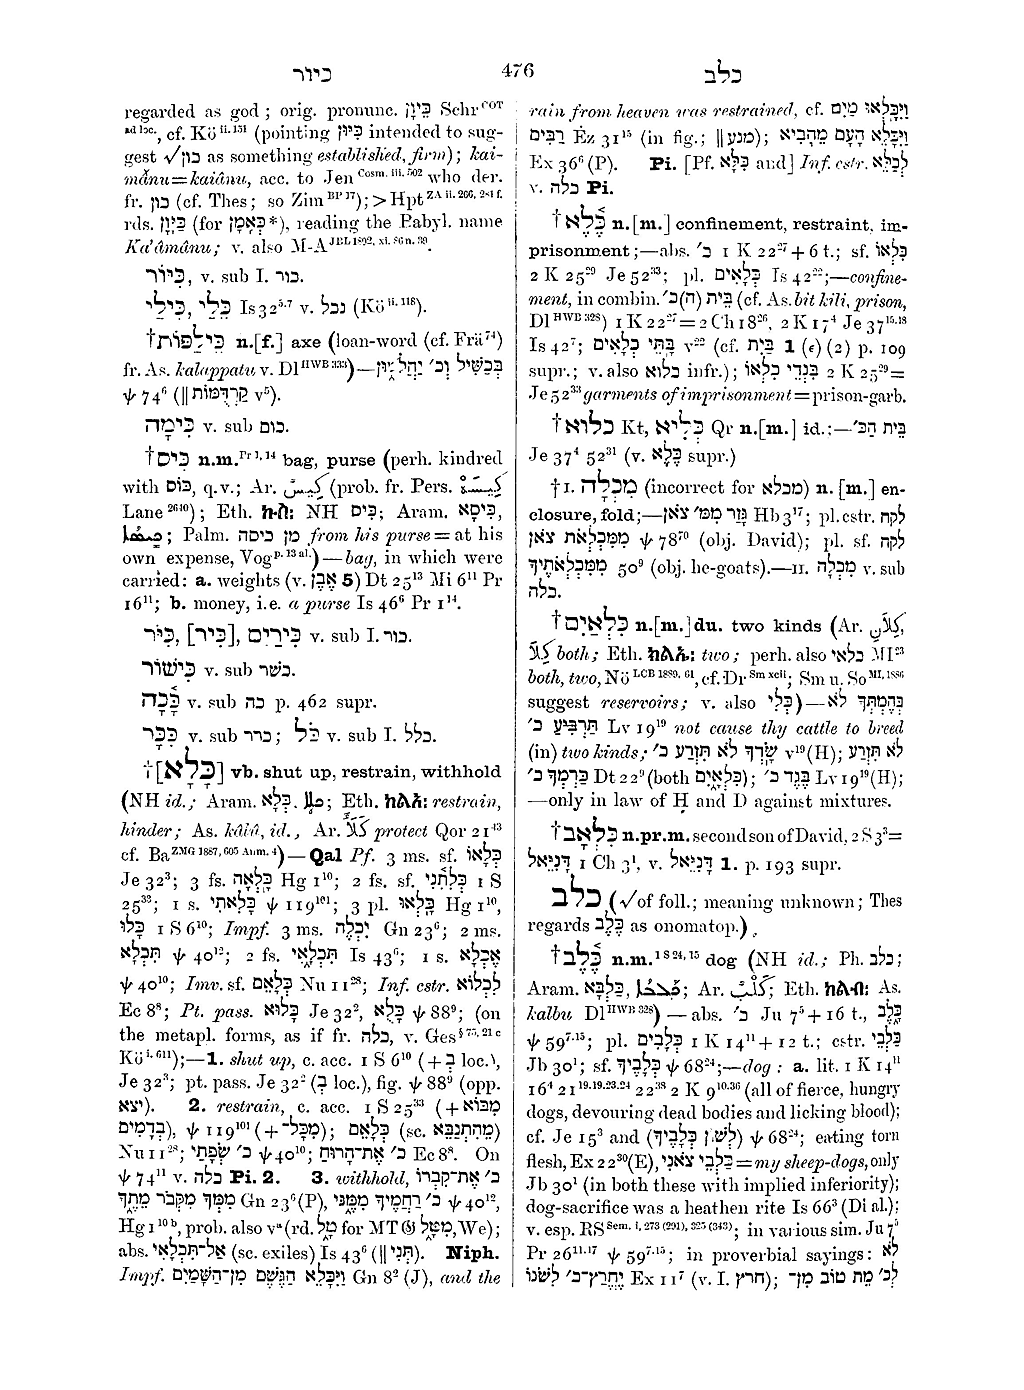 כיור 476 כלב
regarded as god ; orig. pronunc. כֵּיוָן Schr COT
ad loc., cf. Kö ii. 151 (pointing כִּיּוּן intended to sug-
gest √כון as something established, firm) ; kai-
mânu=kaiânu, acc. to Jen Cosm. iii. 502 who der.
fr. כון (cf. Thes ; so Zim BP 17); > Hpt ZA ii. 266, 281 f.
rds. (for כְּאֲמָן*), reading the Babyl. name
Ka'âmânu ; v. also M-A JBL 1892, xi. 86 n. 39.
כִּיּוֹר, v. sub I. כור.
כִּילַי, כֵּלַי Is 32 5.7 v. נכל (Kö ii. 118).
†כֵּילַפּוֹת n.[f.] axe (loan-word (cf. Frä 74)
fr. As. kalappatu v. Dl HWB 333)—בְּכַשִּׁיל וְכ׳ יַהֲלֹמוּן
ψ 74 6 (‖ קַרְדֻּמּוֹת v 5).
כִּימָה v. sub כום.
†כִּיס n.m. Pr 1, 14 bag, purse (perh. kindred
with כּוֹס, q.v.; Ar. (prob. fr. Pers.
Lane 2640); Eth. NH כִּיס; Aram. כִּיסָא,
; Palm. מן כיסה from his purse = at his
own expense, Vog p. 13 al.)—bag, in which were
carried: a. weights (v. אֶבֶן 5) Dt 25 13 Mi 6 11 Pr
16 11; b. money, i.e. a purse Is 46 6 Pr 1 14.
כִּיֹּר, [כִּיר], כִּירַיִם v. sub I. כור.
כִּישׁוֹר v. sub כשׁר.
כָּכָה v. sub כה p. 462 supr.
כִּכָּר v. sub כרר; כֹּל v. sub I. כלל.
†[כָּלָא] vb. shut up, restrain, withhold
(NH id.; Aram. כְּלָא, ; Eth. restrain,
hinder; As. kâlû, id., Ar. protect Qor 21 43
cf. Ba ZMG 1887, 605 Anm. 4)—Qal Pf. 3 ms. sf. כְּלָאוֹ
Je 32 3; 3 fs. כָּֽלְאָה Hg 1 10; 2 fs. sf. כְּלִתִנִי 1 S
25 33; 1 s. כָּלִאתִי ψ 119 101; 3 pl. כָּֽלְאוּ Hg 1 10,
כָּלוּ 1 S 6 10; Impf. 3 ms. יִכְלֶה Gn 23 6; 2 ms.
תִּכְלָא ψ 40 12; 2 fs. תִּכְלָאִי Is 43 6; 1 s. אֶכְלָא
ψ 40 10; Imv. sf. כְּלָאֵם Nu 11 28; Inf. cstr. לִכְלוֹא
Ec 8 8; Pt. pass. כָּלוּא Je 32 2, כָּלֻא ψ 88 9; (on
the metapl. forms, as if fr. כלה, v. Ges § 75, 21 c
Kö i. 611);—1. shut up, c. acc. 1 S 6 10 (+ בְּ loc.),
Je 32 3; pt. pass. Je 32 2 (בְּ loc.), fig. ψ 88 9 (opp.
יצא). 2. restrain, c. acc. 1 S 25 33 (+ מִבּוֹא
בְדָמִים), ψ 119 101 (+ מִכָּל־); כְּלָאֵם (sc. מֵהִתְנַבֵּא)
Nu 11 28; כ׳ שְׂפָתַי ψ 40 10; כ׳ אֶת־הָרוּחַ Ec 8 8. On
ψ 74 11 v. כלה Pi. 2. 3. withhold, כ׳ אֶת־קִבְרוֹ
מִמְּךָ מִקְּבֹר מֵתֶךָ Gn 23 6 (P), כ׳ רַחֲמֶיךָ מִמֶּנִּי ψ 40 12,
Hg 1 10 b, prob. also v a (rd. טַל for MT מִטָּל, We);
abs. אַל־תִּכְלָאִי (sc. exiles) Is 43 6 (‖ תֵּנִי). Niph.
Impf. וַיִּכָּלֵא הַגֶּשֶׁם מִן־הַשָּׁמַיִם Gn 8 2 (J), and the
rain from heaven was restrained, cf. וַיִּכָּלְאוּ מַיִם
רַבִּים Ez 31 15 (in fig.; ‖ מנע); וַיִּכָּלֵא הָעָם מֵהָבִיא
Ex 36 6 (P). Pi. [Pf. כִּלָּא and] Inf. cstr. לְכַלֵּא
v. כלה Pi.
†כֶּלֶא n.[m.] confinement, restraint, im-
prisonment ;—abs. כ׳ 1 K 22 27 + 6 t.; sf. כִּלְאוֹ
2 K 25 29 Je 52 33; pl. כְּלָאִים Is 42 22;—confine-
ment, in combin. בֵּית (הַ)כ׳ (cf. As. bit kili, prison,
Dl HWB 328) 1 K 22 27 = 2 Ch 18 26, 2 K 17 4 Je 37 15.18
Is 42 7; בָּתֵּי כְלָאִים v 22 (cf. בַּיִת 1 (e) (2) p. 109
supr.; v. also כלוא infr.); בִּגְדֵי כִלְאוֹ 2 K 25 29 =
Je 52 33 garments of imprisonment = prison-garb.
†כלוא Kt, כְּלִיא Qr n.[m.] id.;—בֵּית הַכּ׳
Je 37 4 52 31 (v. כֶּלֶא supr.)
†I. מִכְלָה (incorrect for מכלא) n. [m.] en-
closure, fold;—גָּזַר מִמּ׳ צֹאן Hb 3 17; pl. cstr. לקח
מִמִּכְלְאֹת צֹאן ψ 78 70 (obj. David); pl. sf. לקח
מִמִּכְלְאֹתֶיךָ 50 9 (obj. he-goats).—II. מִכְלָה v. sub
כלה.
†כִּלְאַיִם n.[m.] du. two kinds (Ar.
both; Eth. two; perh. also כלאי MI 23
both, two, Nö LCB 1889, 61, cf. Dr Sm xcii; Sm u. So MI, 1886
suggest reservoirs; v. also כְּלִי)—בְּהֶמְתְּךָ לֹא
תַרְבִּיעַ כ׳ Lv 19 19 not cause thy cattle to breed
(in) two kinds; שָׂדְךָ לֹא תִזְרַע כ׳ v 19 (H); לֹא תִזְרַע
כַּרְמְךָ כ׳ Dt 22 9 (both כִּלְאָיִם); בֶּגֶד כ׳ Lv 19 19 (H);
—only in law of H and D against mixtures.
†כִּלְאָב n.pr.m. second son of David, 2 S 3 3 =
דָּנִיֵּאל 1 Ch 3 1, v. דָּנִיֵּאל 1. p. 193 supr.
כלב (√of foll.; meaning unknown; Thes
regards כֶּלֶב as onomatop.)
†כֶּלֶב n.m. 1 S 24, 15 dog (NH id.; Ph. כלב;
Aram. כַּלְבָּא, ; Ar. ; Eth. As.
kalbu Dl HWB 328)—abs. כ׳ Ju 7 5 + 16 t., כָּלֶב
ψ 59 7.15; pl. כְּלָבִים 1 K 14 11 + 12 t.; cstr. כַּלְבֵי
Jb 30 1; sf. כְּלָבֶיךָ ψ 68 24;—dog : a. lit. 1 K 14 11
16 4 21 19.19.23.24 22 38 2 K 9 10.36 (all of fierce, hungry
dogs, devouring dead bodies and licking blood);
cf. Je 15 3 and (לְשׁוֹן כְּלָבֶיךָ) ψ 68 24; eating torn
flesh, Ex 22 30 (E), כַּלְבֵי צֹאנִי = my sheep-dogs, only
Jb 30 1 (in both these with implied inferiority);
dog-sacrifice was a heathen rite Is 66 3 (Di al.);
v. esp. RS Sem. i, 273 (291), 325 (343); in various sim. Ju 7 5
Pr 26 11.17 ψ 59 7.15; in proverbial sayings: לֹא
יֶחֱרַץ־כ׳ לְשֹׁנוֹ Ex 11 7 (v. I. חרץ); לְכ׳ מֵת טוֹב מִן־